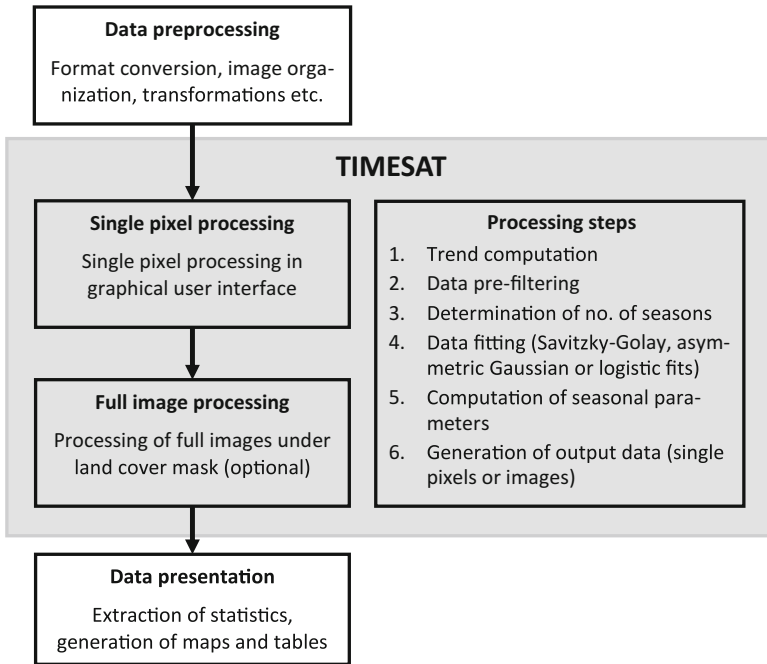 Data preprocessing
Format conversion, image orga-
nization, transformations etc.
TIMESAT
Single pixel processing
Single pixel processing in
graphical user interface
Full image processing
Processing of full images under
land cover mask (optional)
Processing steps
1. Trend computation
2. Data pre-filtering
3. Determination of no. of seasons
4. Data fitting (Savitzky-Golay, asym-
metric Gaussian or logistic fits)
5. Computation of seasonal para-
meters
6. Generation of output data (single
pixels or images)
Data presentation
Extraction of statistics,
generation of maps and tables